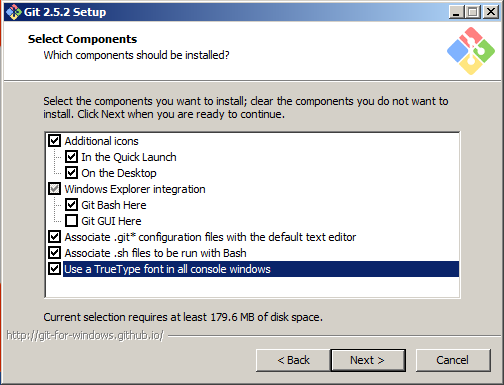 Git 2.5.2 Setup
Select Components
Which components should be installed?
Select the components you want to install; clear the components you do not want to
install. Click Next when you are ready to continue.
Additional icons
In the Quick Launch
On the Desktop
Windows Explorer integration
Git Bash Here
Git GUI Here
Associate .git* configuration files with the default text editor
Associate .sh files to be run with Bash
Use a TrueType font in all console windows
Current selection requires at least 179.6 MB of disk space.
http://git-for-windows.github.io/
< Back
Next >
Cancel